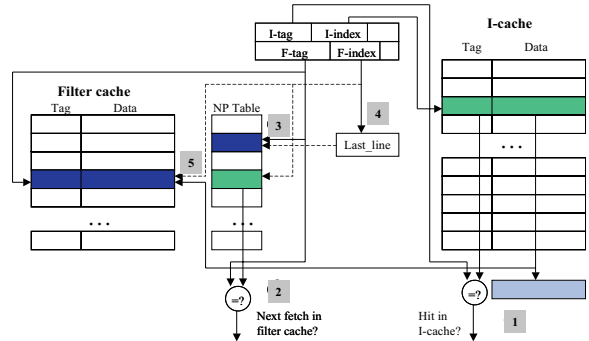 I-cache
I-tag I-index
F-tag F-index
Tag Data
Filter cache
Tag Data
NP Table
4
3
Last_line
5
...
...
...
=?
2
Next fetch in
filter cache?
=?
Hit in
I-cache?
1